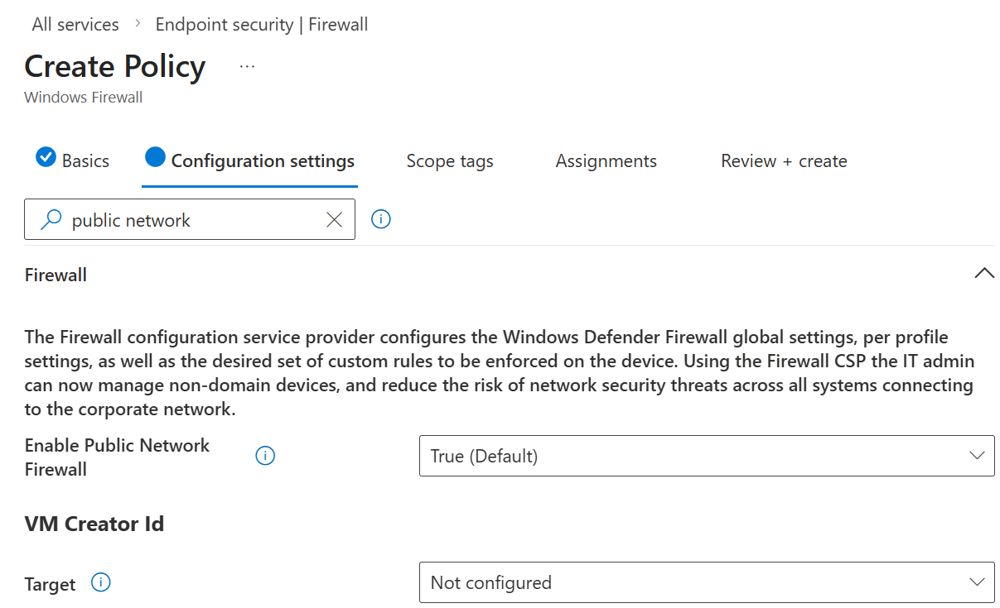 All services > Endpoint security | Firewall
Create Policy ...
Windows Firewall
Basics Configuration settings Scope tags Assignments Review + create
public network
Firewall
The Firewall configuration service provider configures the Windows Defender Firewall global settings, per profile
settings, as well as the desired set of custom rules to be enforced on the device. Using the Firewall CSP the IT admin
can now manage non-domain devices, and reduce the risk of network security threats across all systems connecting
to the corporate network.
Enable Public Network
Firewall
True (Default)
VM Creator Id
Target
Not configured